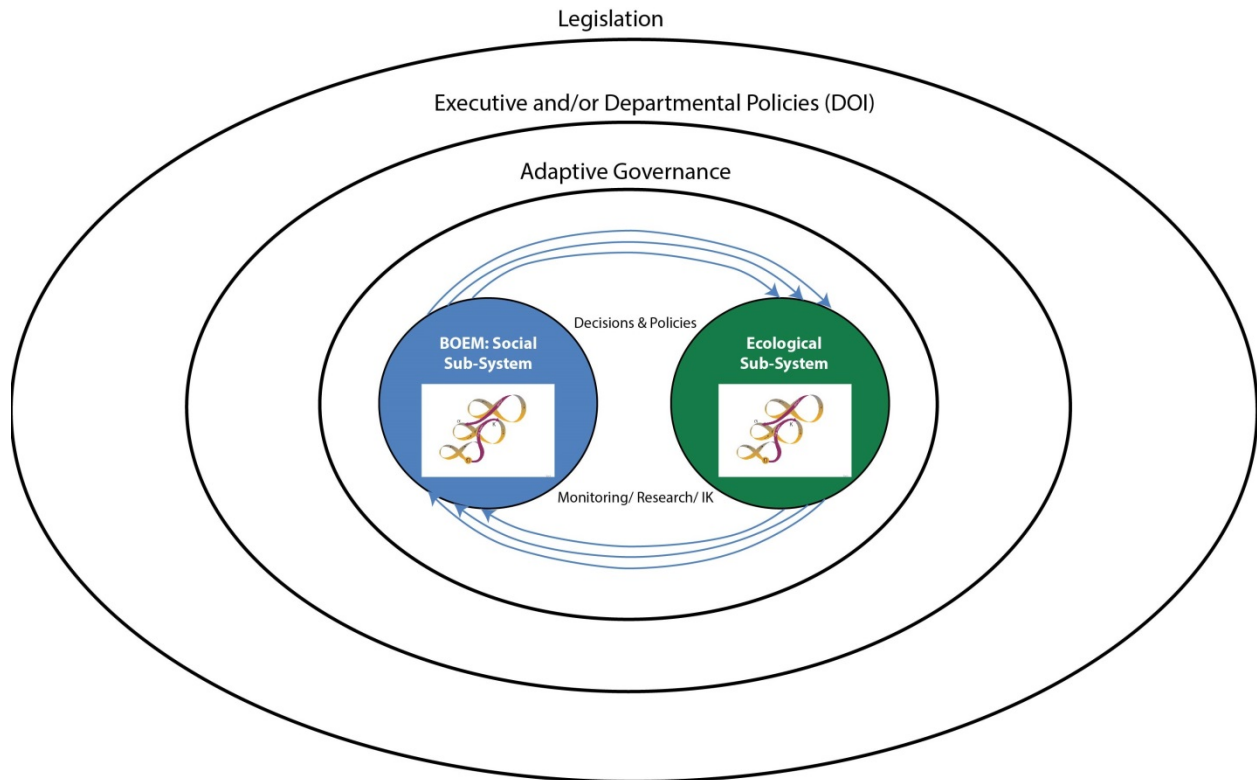 Legislation
Executive and/or Departmental Policies (DOI)
Adaptive Governance
Decisions & Policies
BOEM: Social
Sub-System
Ecological
Sub-System
Monitoring/ Research/ IK